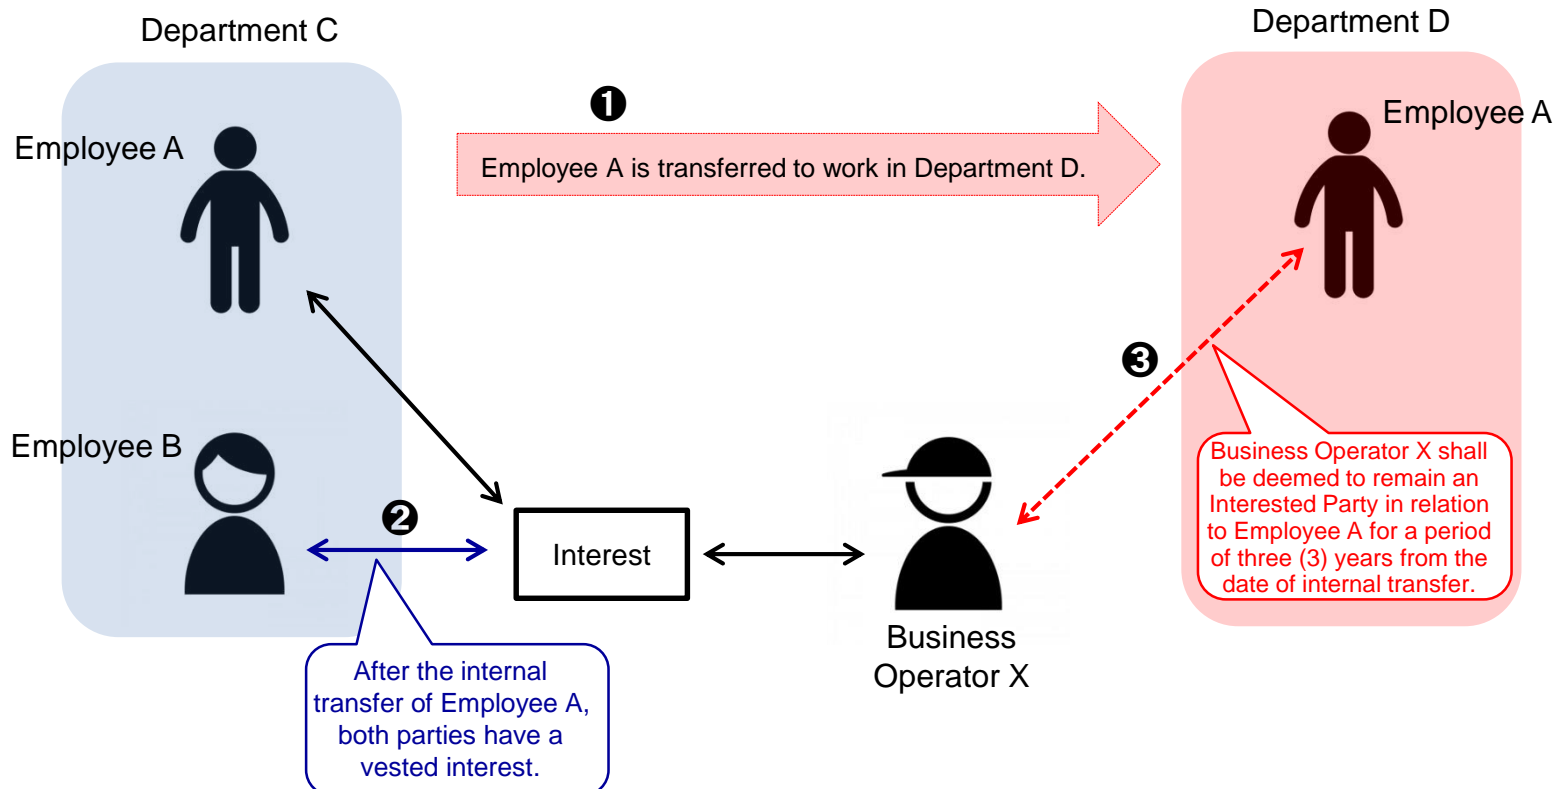 Department C
Department D
❶
Employee A
Employee A
Employee A is transferred to work in Department D.
❸
Employee B
Business Operator X shall
be deemed to remain an
Interested Party in relation
to Employee A for a period
of three (3) years from the
date of internal transfer.
❷
Interest
Business
Operator X
After the internal
transfer of Employee A,
both parties have a
vested interest.